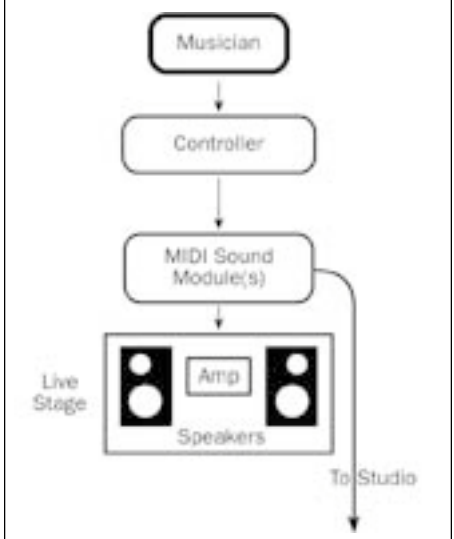 Musician
Controller
MIDI Sound
Module(s)
Live
Stage
Amp
Speakers
To Studio